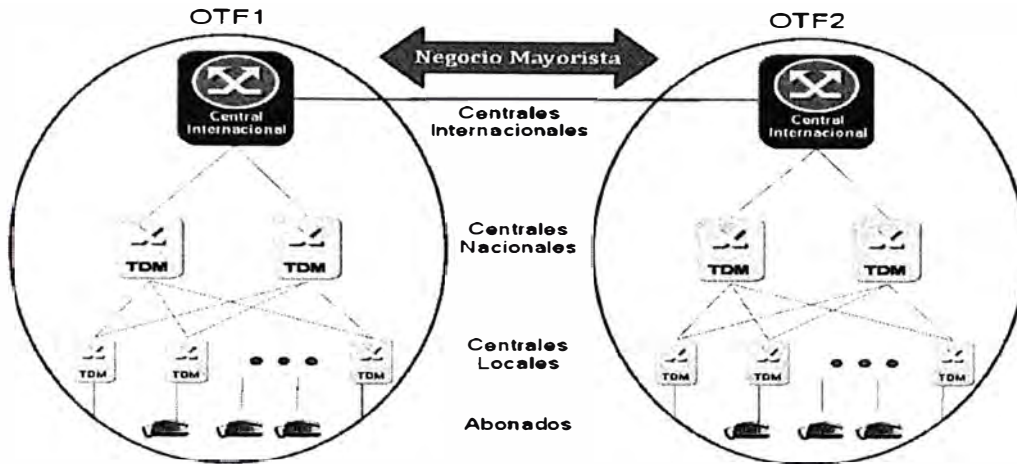 OTF1
OTF2
Negocio Mayorista
Central
Internacional
Central
Internacional
Centrales
Internacionales
Centrales
Nacionales
TDM
TDM
TDM
TDM
Centrales
Locales
TDM
TDM
TDM
TDM
TDM
TDM
Abonados